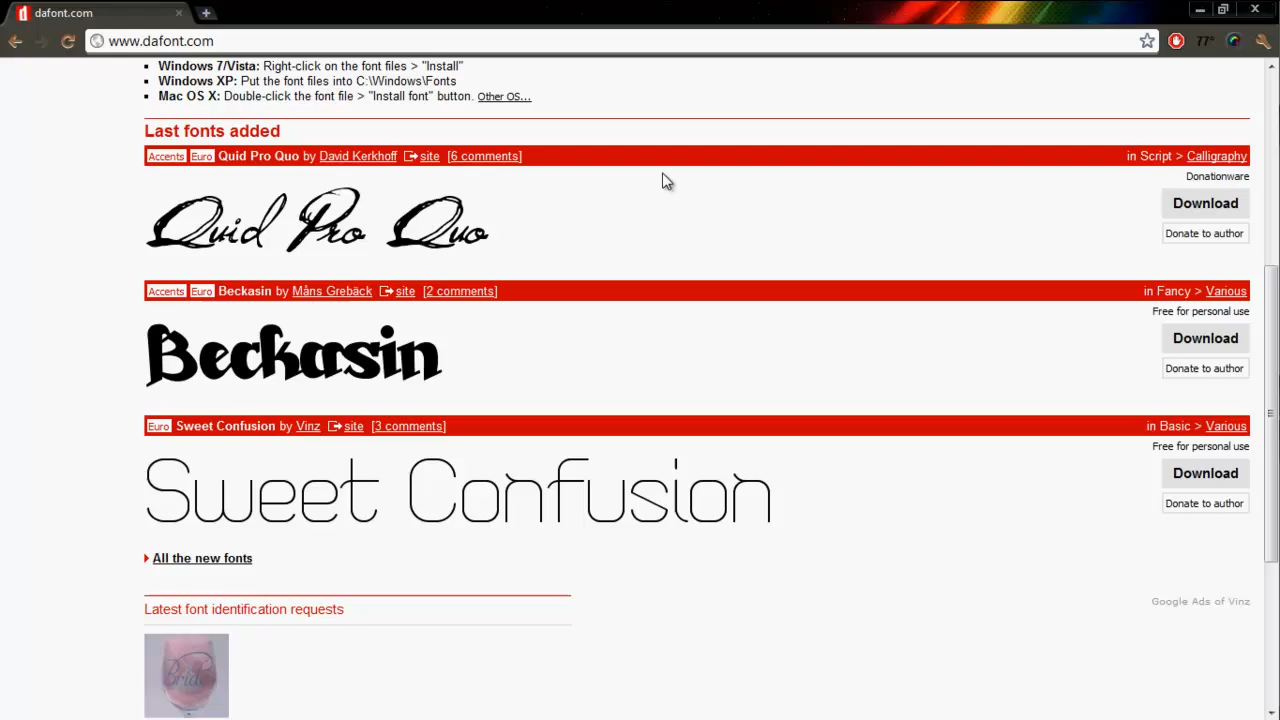 dafont.com
www.dafont.com
77°
Windows 7/Vista: Right-click on the font files > "Install"
Windows XP: Put the font files into C:\Windows\Fonts
Mac OS X: Double-click the font file > "Install font" button. Other OS...
Last fonts added
Accents Euro Quid Pro Quo by David Kerkhoff site [6 comments] in Script > Calligraphy
Donationware
Quid Pro Quo
Download
Donate to author
Accents Euro Beckasin by Måns Grebäck site [2 comments] in Fancy > Various
Free for personal use
Beckasin
Download
Donate to author
Euro Sweet Confusion by Vinz site [3 comments] in Basic > Various
Free for personal use
Sweet Confusion
Download
Donate to author
All the new fonts
Google Ads of Vinz
Latest font identification requests
Bride